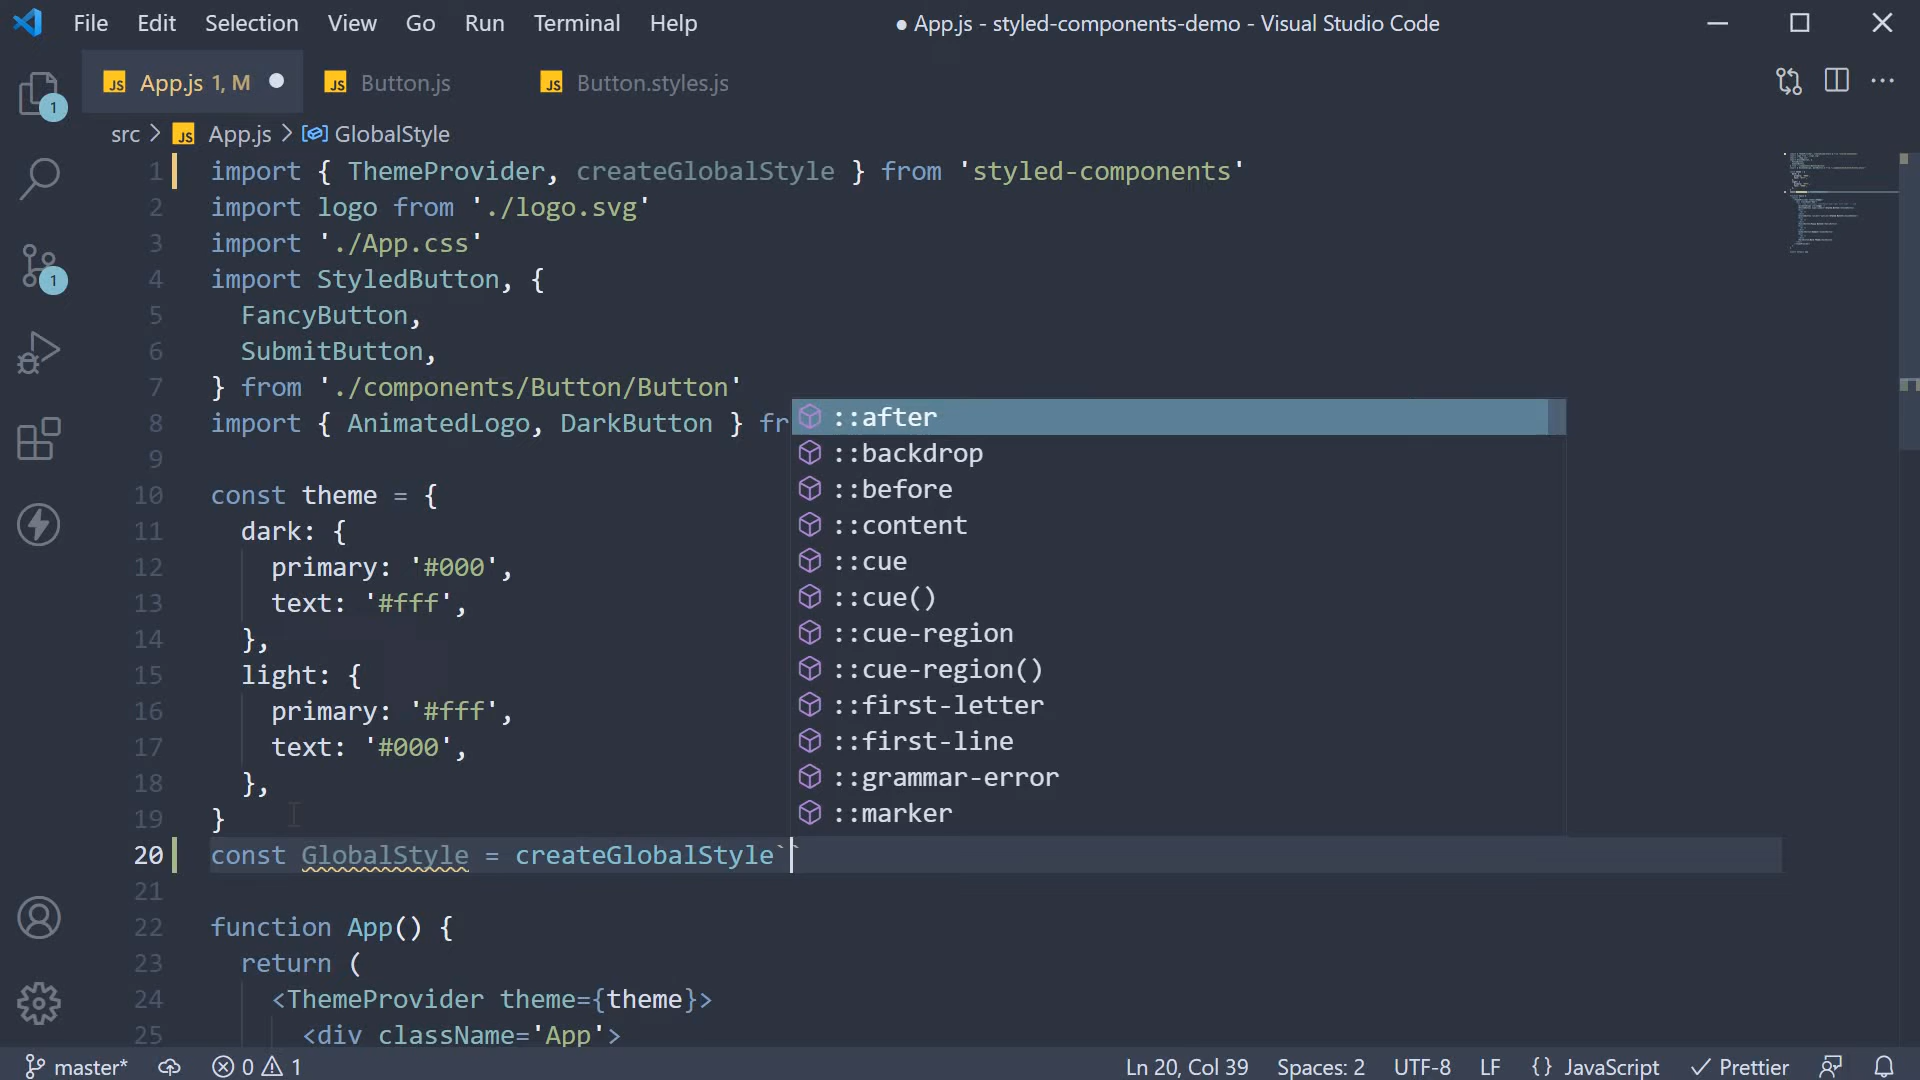 File Edit Selection View Go Run Terminal Help ● App.js - styled-components-demo - Visual Studio Code
JS App.js 1, M ● JS Button.js JS Button.styles.js
src > JS App.js > GlobalStyle
1 import { ThemeProvider, createGlobalStyle } from 'styled-components'
2 import logo from './logo.svg'
3 import './App.css'
4 import StyledButton, {
5 FancyButton,
6 SubmitButton,
7 } from './components/Button/Button'
8 import { AnimatedLogo, DarkButton } fr
9
10 const theme = {
11 dark: {
12 primary: '#000',
13 text: '#fff',
14 },
15 light: {
16 primary: '#fff',
17 text: '#000',
18 },
19 }
20 const GlobalStyle = createGlobalStyle``
21
22 function App() {
23 return (
24 <ThemeProvider theme={theme}>
25 <div className='App'>
::after
::backdrop
::before
::content
::cue
::cue()
::cue-region
::cue-region()
::first-letter
::first-line
::grammar-error
::marker
1
1
master* 0 1 Ln 20, Col 39 Spaces: 2 UTF-8 LF {} JavaScript Prettier